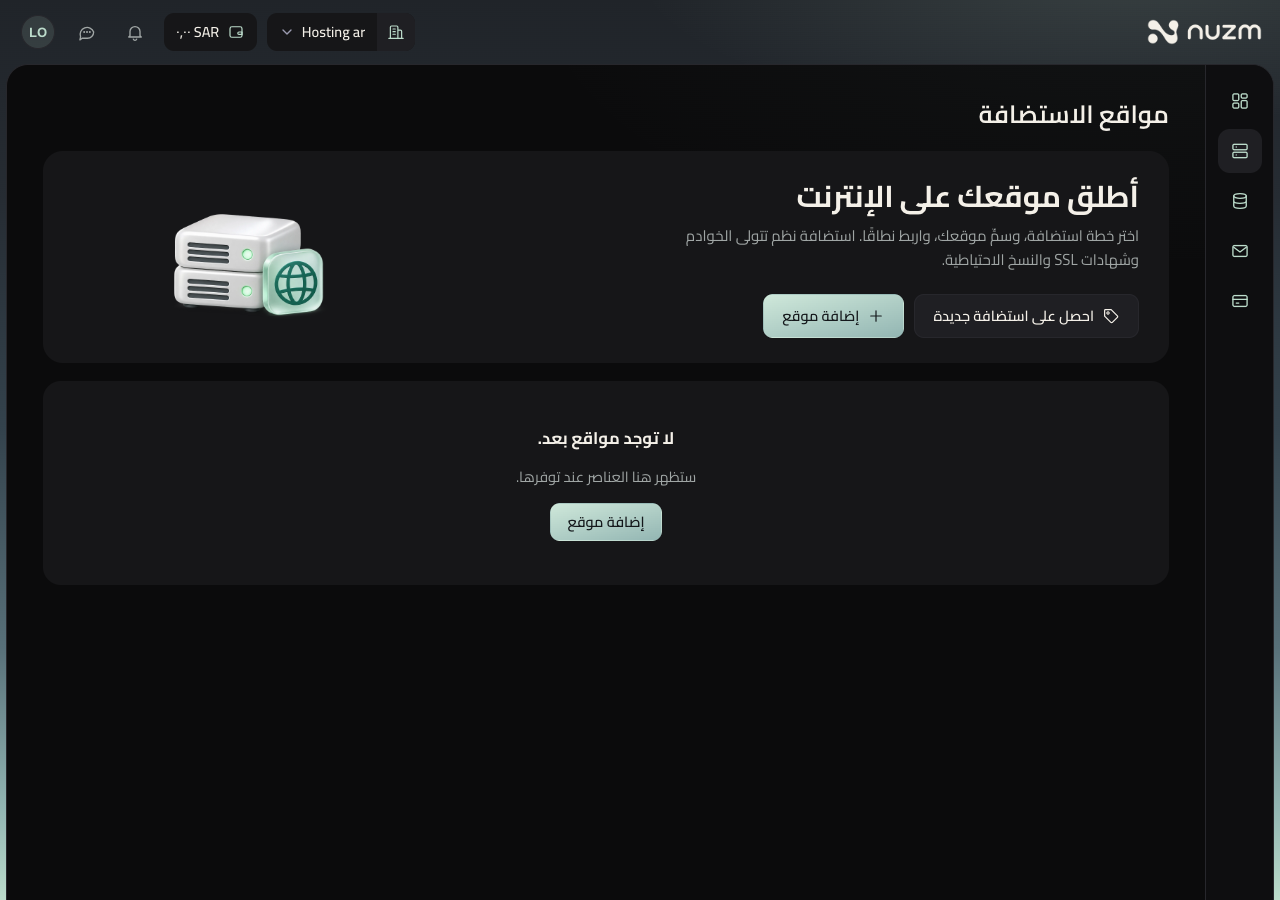 nuzm
Hosting ar
٠,٠٠ SAR
LO
مواقع الاستضافة
أطلق موقعك على الإنترنت
اختر خطة استضافة، وسمِّ موقعك، واربط نطاقًا. استضافة نظم تتولى الخوادم
وشهادات SSL والنسخ الاحتياطية.
احصل على استضافة جديدة
إضافة موقع
لا توجد مواقع بعد.
ستظهر هنا العناصر عند توفرها.
إضافة موقع